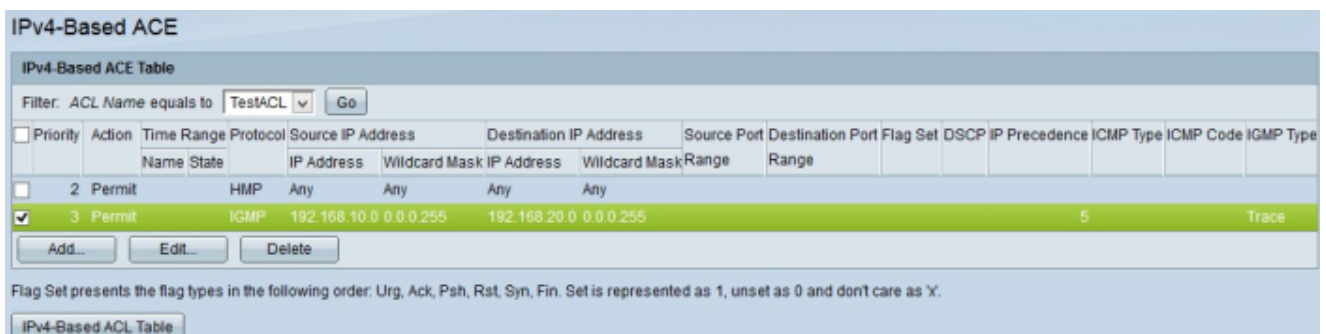 IPv4-Based ACE
IPv4-Based ACE Table
Filter: ACL Name equals to TestACL Go
Priority Action Time Range Protocol Source IP Address Destination IP Address Source Port Destination Port Flag Set DSCP IP Precedence ICMP Type ICMP Code IGMP Type
Name State IP Address Wildcard Mask IP Address Wildcard Mask Range Range
2 Permit HMP Any Any Any Any
3 Permit IGMP 192.168.10.0 0.0.0.255 192.168.20.0 0.0.0.255 5 Trace
Add... Edit... Delete
Flag Set presents the flag types in the following order: Urg, Ack, Psh, Rst, Syn, Fin. Set is represented as 1, unset as 0 and don't care as 'x'.
IPv4-Based ACL Table